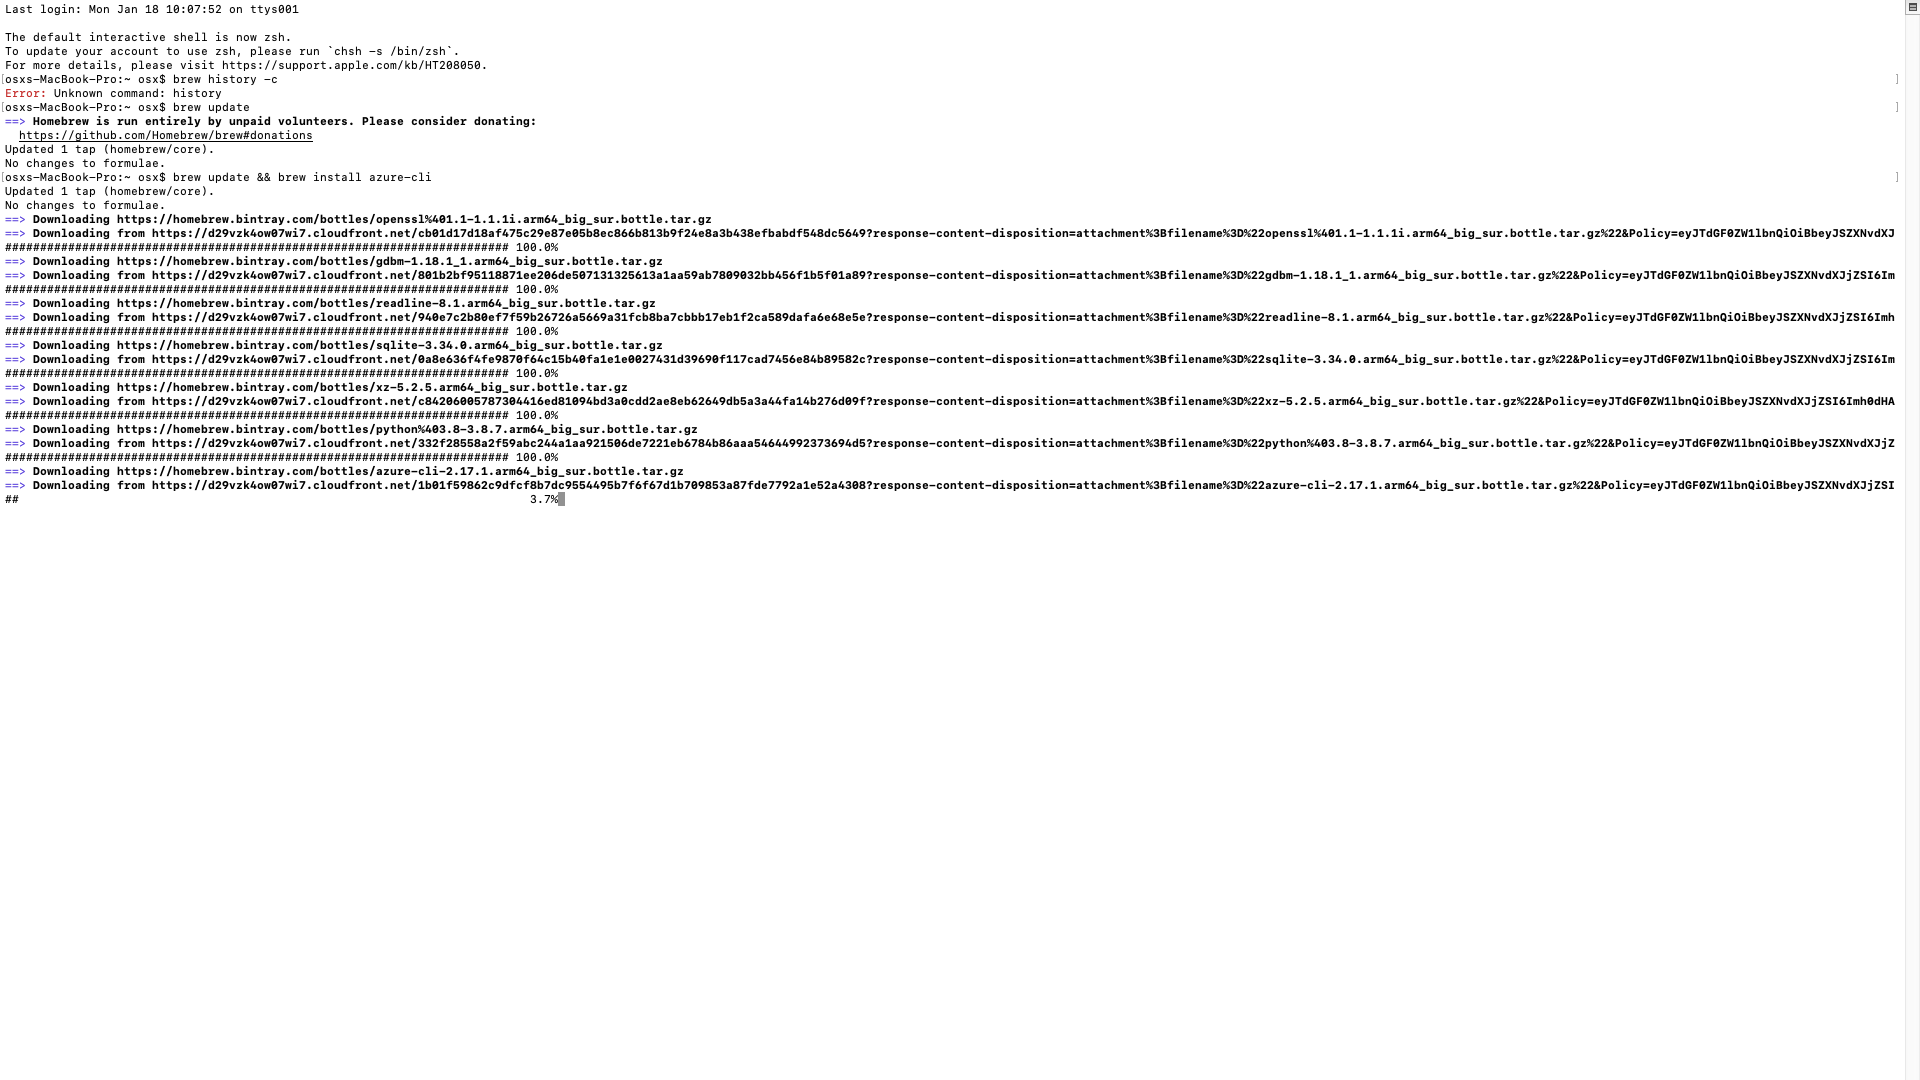 Last login: Mon Jan 18 10:07:52 on ttys001
The default interactive shell is now zsh.
To update your account to use zsh, please run `chsh -s /bin/zsh`.
For more details, please visit https://support.apple.com/kb/HT208050.
[osxs-MacBook-Pro:~ osx$ brew history -c ]
Error: Unknown command: history
[osxs-MacBook-Pro:~ osx$ brew update ]
==> Homebrew is run entirely by unpaid volunteers. Please consider donating:
https://github.com/Homebrew/brew#donations
Updated 1 tap (homebrew/core).
No changes to formulae.
[osxs-MacBook-Pro:~ osx$ brew update && brew install azure-cli ]
Updated 1 tap (homebrew/core).
No changes to formulae.
==> Downloading https://homebrew.bintray.com/bottles/openssl%401.1-1.1.1i.arm64_big_sur.bottle.tar.gz
==> Downloading from https://d29vzk4ow07wi7.cloudfront.net/cb01d17d18af475c29e87e05b8ec866b813b9f24e8a3b438efbabdf548dc5649?response-content-disposition=attachment%3Bfilename%3D%22openssl%401.1-1.1.1i.arm64_big_sur.bottle.tar.gz%22&Policy=eyJTdGF0ZW1lbnQiOiBbeyJSZXNvdXJ
######################################################################## 100.0%
==> Downloading https://homebrew.bintray.com/bottles/gdbm-1.18.1_1.arm64_big_sur.bottle.tar.gz
==> Downloading from https://d29vzk4ow07wi7.cloudfront.net/801b2bf95118871ee206de507131325613a1aa59ab7809032bb456f1b5f01a89?response-content-disposition=attachment%3Bfilename%3D%22gdbm-1.18.1_1.arm64_big_sur.bottle.tar.gz%22&Policy=eyJTdGF0ZW1lbnQiOiBbeyJSZXNvdXJjZSI6Im
######################################################################## 100.0%
==> Downloading https://homebrew.bintray.com/bottles/readline-8.1.arm64_big_sur.bottle.tar.gz
==> Downloading from https://d29vzk4ow07wi7.cloudfront.net/940e7c2b80ef7f59b26726a5669a31fcb8ba7cbbb17eb1f2ca589dafa6e68e5e?response-content-disposition=attachment%3Bfilename%3D%22readline-8.1.arm64_big_sur.bottle.tar.gz%22&Policy=eyJTdGF0ZW1lbnQiOiBbeyJSZXNvdXJjZSI6Imh
######################################################################## 100.0%
==> Downloading https://homebrew.bintray.com/bottles/sqlite-3.34.0.arm64_big_sur.bottle.tar.gz
==> Downloading from https://d29vzk4ow07wi7.cloudfront.net/0a8e636f4fe9870f64c15b40fa1e1e0027431d39690f117cad7456e84b89582c?response-content-disposition=attachment%3Bfilename%3D%22sqlite-3.34.0.arm64_big_sur.bottle.tar.gz%22&Policy=eyJTdGF0ZW1lbnQiOiBbeyJSZXNvdXJjZSI6Im
######################################################################## 100.0%
==> Downloading https://homebrew.bintray.com/bottles/xz-5.2.5.arm64_big_sur.bottle.tar.gz
==> Downloading from https://d29vzk4ow07wi7.cloudfront.net/c84206005787304416ed81094bd3a0cdd2ae8eb62649db5a3a44fa14b276d09f?response-content-disposition=attachment%3Bfilename%3D%22xz-5.2.5.arm64_big_sur.bottle.tar.gz%22&Policy=eyJTdGF0ZW1lbnQiOiBbeyJSZXNvdXJjZSI6Imh0dHA
######################################################################## 100.0%
==> Downloading https://homebrew.bintray.com/bottles/python%403.8-3.8.7.arm64_big_sur.bottle.tar.gz
==> Downloading from https://d29vzk4ow07wi7.cloudfront.net/332f28558a2f59abc244a1aa921506de7221eb6784b86aaa54644992373694d5?response-content-disposition=attachment%3Bfilename%3D%22python%403.8-3.8.7.arm64_big_sur.bottle.tar.gz%22&Policy=eyJTdGF0ZW1lbnQiOiBbeyJSZXNvdXJjZ
######################################################################## 100.0%
==> Downloading https://homebrew.bintray.com/bottles/azure-cli-2.17.1.arm64_big_sur.bottle.tar.gz
==> Downloading from https://d29vzk4ow07wi7.cloudfront.net/1b01f59862c9dfcf8b7dc9554495b7f6f67d1b709853a87fde7792a1e52a4308?response-content-disposition=attachment%3Bfilename%3D%22azure-cli-2.17.1.arm64_big_sur.bottle.tar.gz%22&Policy=eyJTdGF0ZW1lbnQiOiBbeyJSZXNvdXJjZSI
## 3.7%